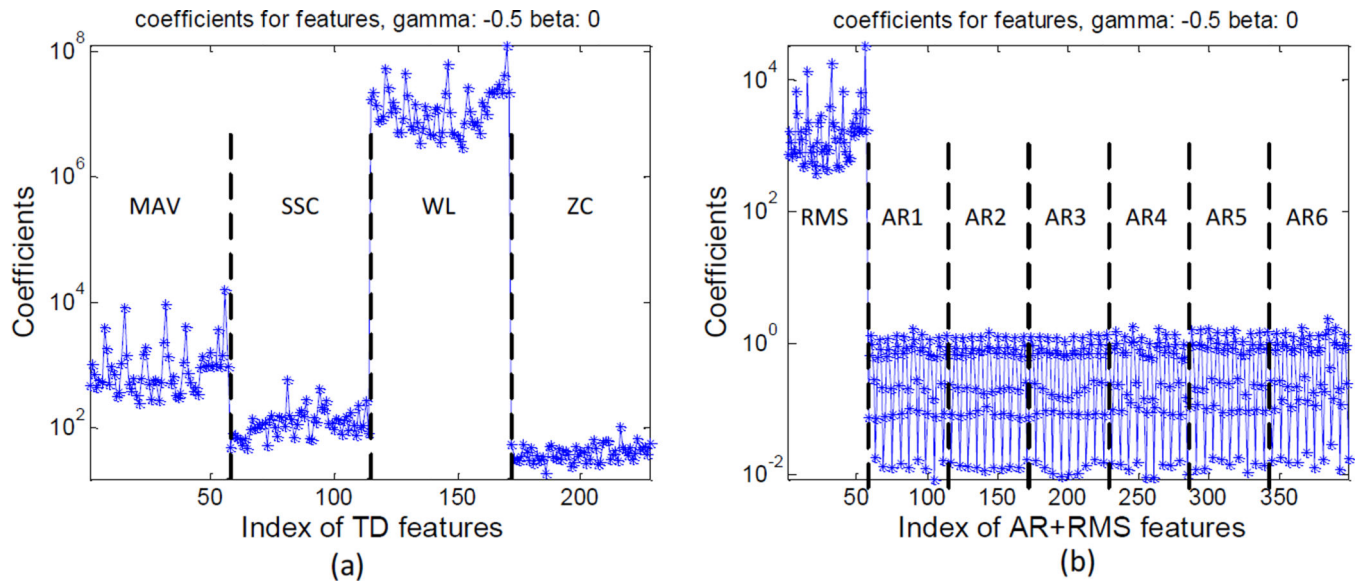 coefficients for features, gamma: -0.5 beta: 0
10^8
10^6
10^4
10^2
Coefficients
MAV
SSC
WL
ZC
50
100
150
200
Index of TD features
(a)
coefficients for features, gamma: -0.5 beta: 0
10^4
10^2
10^0
10^-2
Coefficients
RMS
AR1
AR2
AR3
AR4
AR5
AR6
50
100
150
200
250
300
350
Index of AR+RMS features
(b)